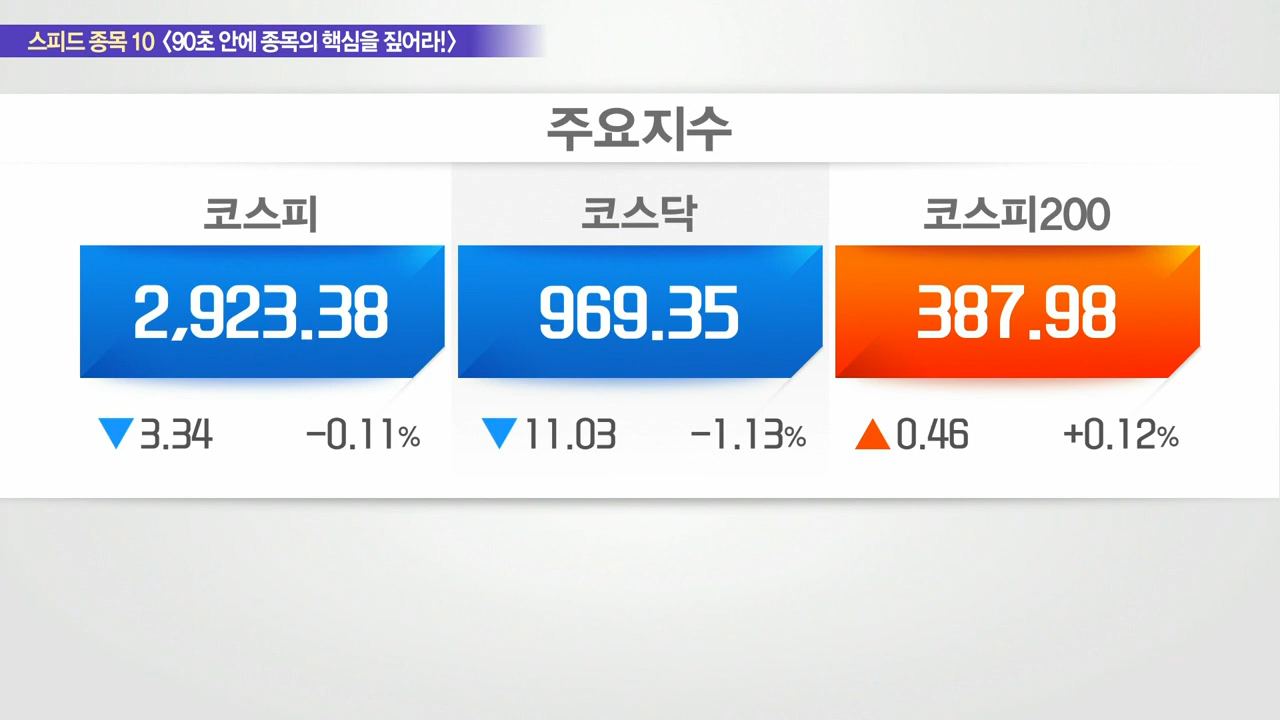 스피드 종목 10 <90초 안에 종목의 핵심을 짚어라!>
주요지수
코스피 코스닥 코스피200
2,923.38 969.35 387.98
▼ 3.34 -0.11% ▼ 11.03 -1.13% ▲ 0.46 +0.12%